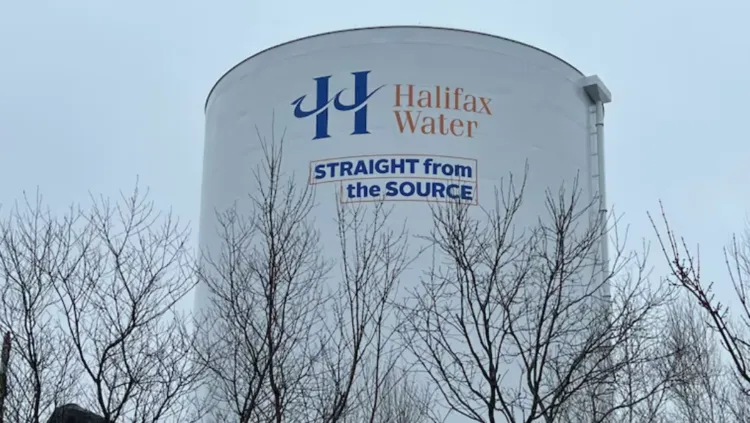 Halifax
Water
STRAIGHT from
the SOURCE